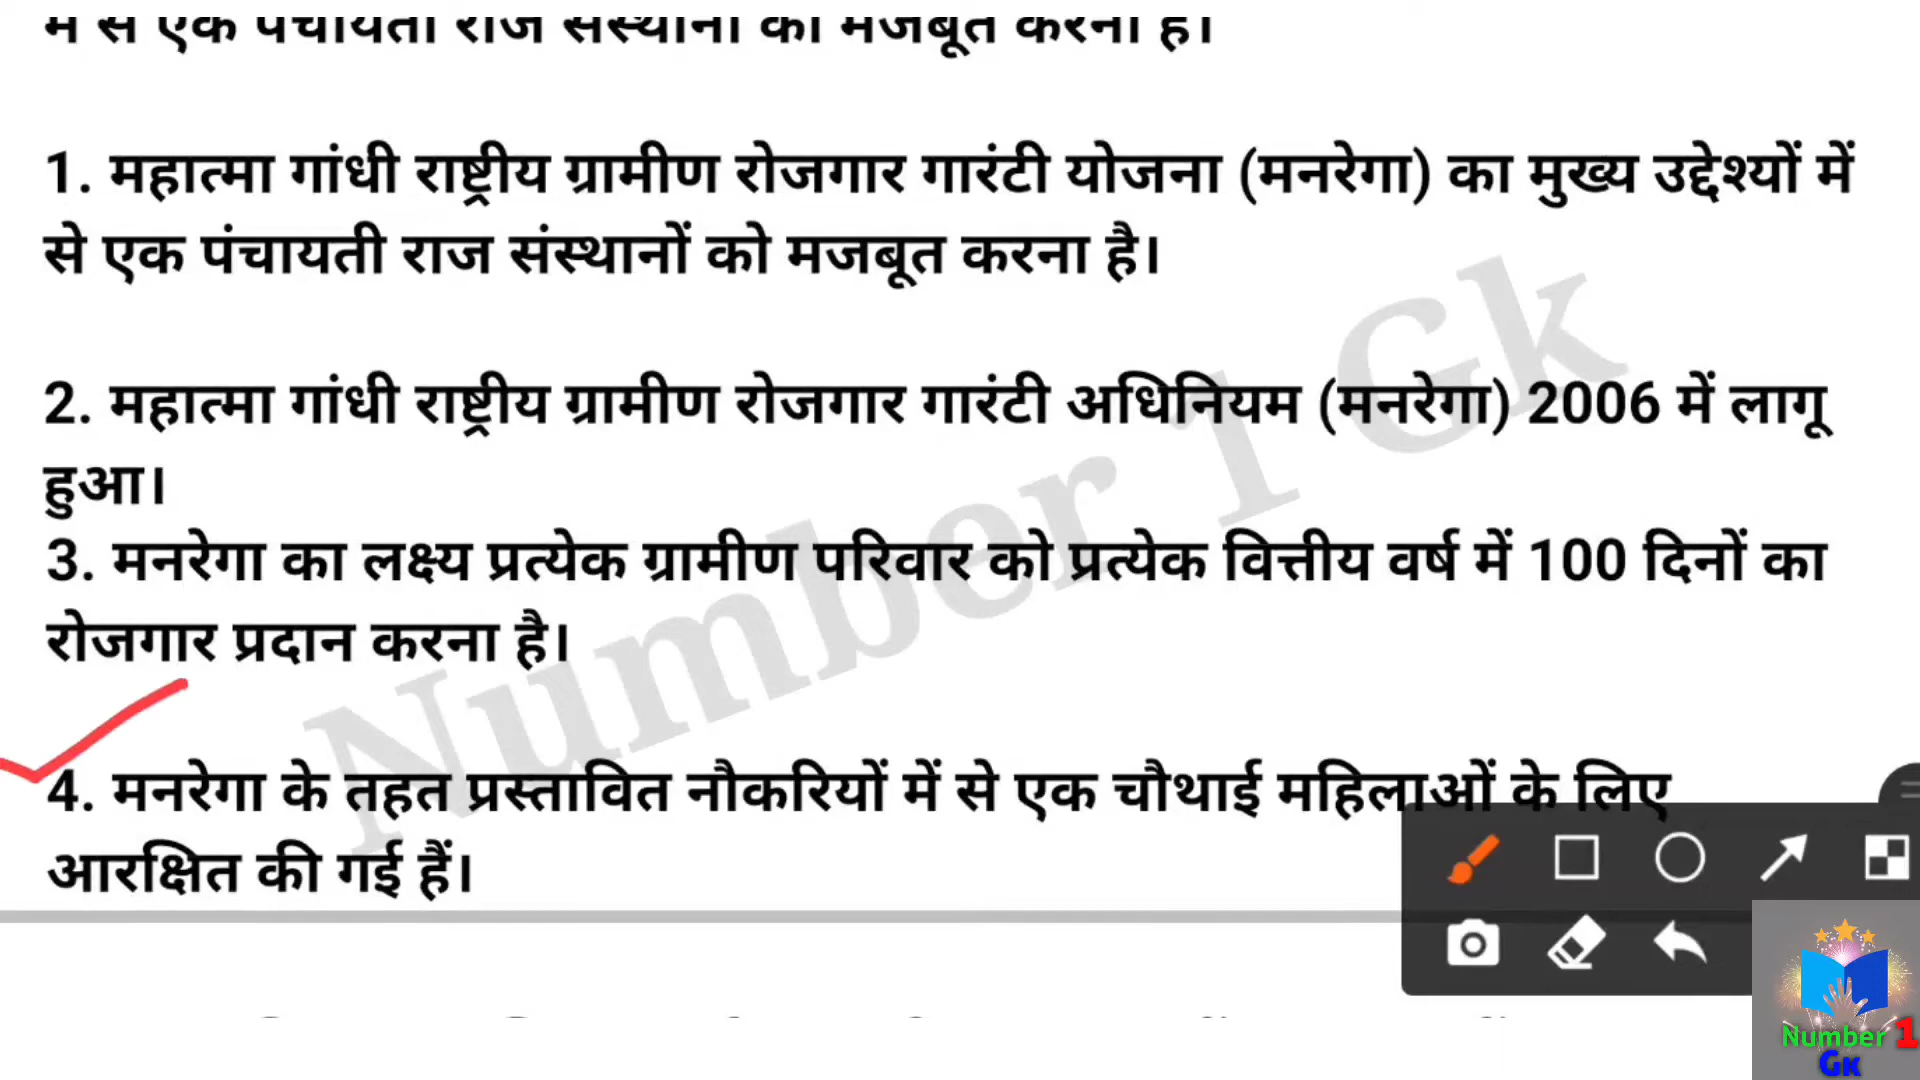 में से एक पंचायती राज संस्थानों को मजबूत करना है।
1. महात्मा गांधी राष्ट्रीय ग्रामीण रोजगार गारंटी योजना (मनरेगा) का मुख्य उद्देश्यों में
से एक पंचायती राज संस्थानों को मजबूत करना है।
2. महात्मा गांधी राष्ट्रीय ग्रामीण रोजगार गारंटी अधिनियम (मनरेगा) 2006 में लागू
हुआ।
3. मनरेगा का लक्ष्य प्रत्येक ग्रामीण परिवार को प्रत्येक वित्तीय वर्ष में 100 दिनों का
रोजगार प्रदान करना है।
4. मनरेगा के तहत प्रस्तावित नौकरियों में से एक चौथाई महिलाओं के लिए
आरक्षित की गई हैं।
Number 1 Gk
Number 1
GK